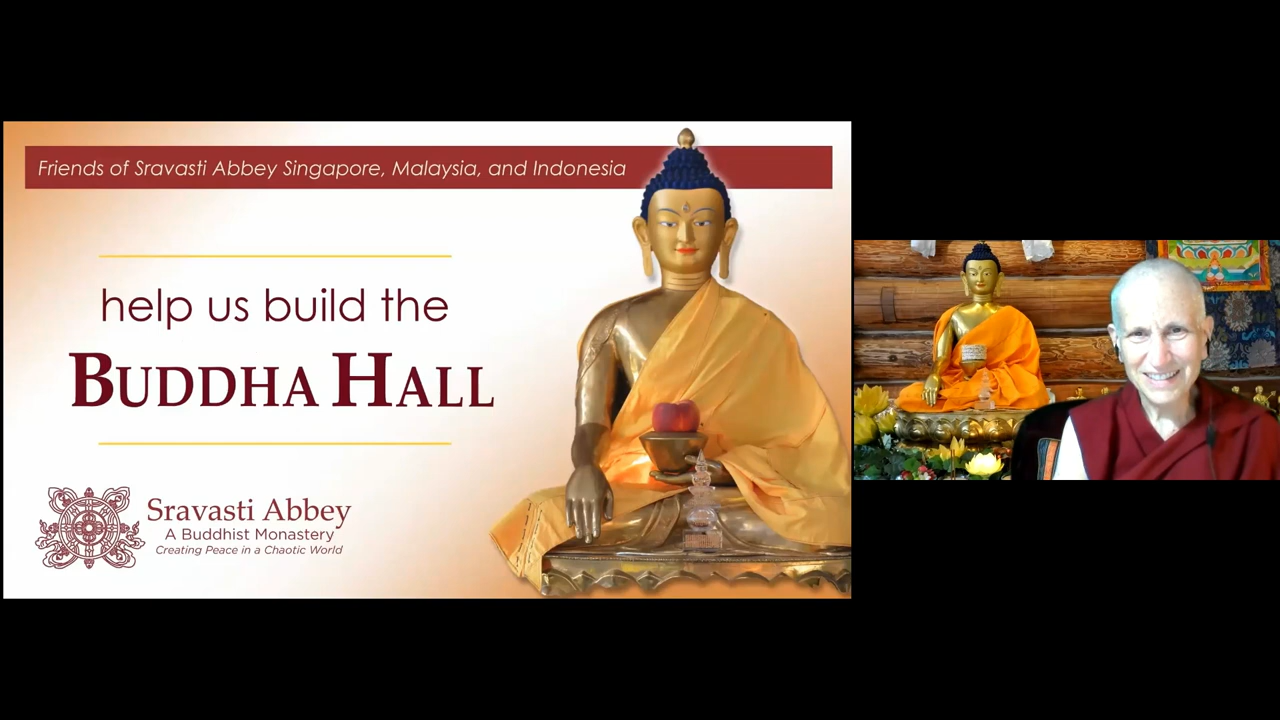 Friends of Sravasti Abbey Singapore, Malaysia, and Indonesia
help us build the
BUDDHA HALL
Sravasti Abbey
A Buddhist Monastery
Creating Peace in a Chaotic World